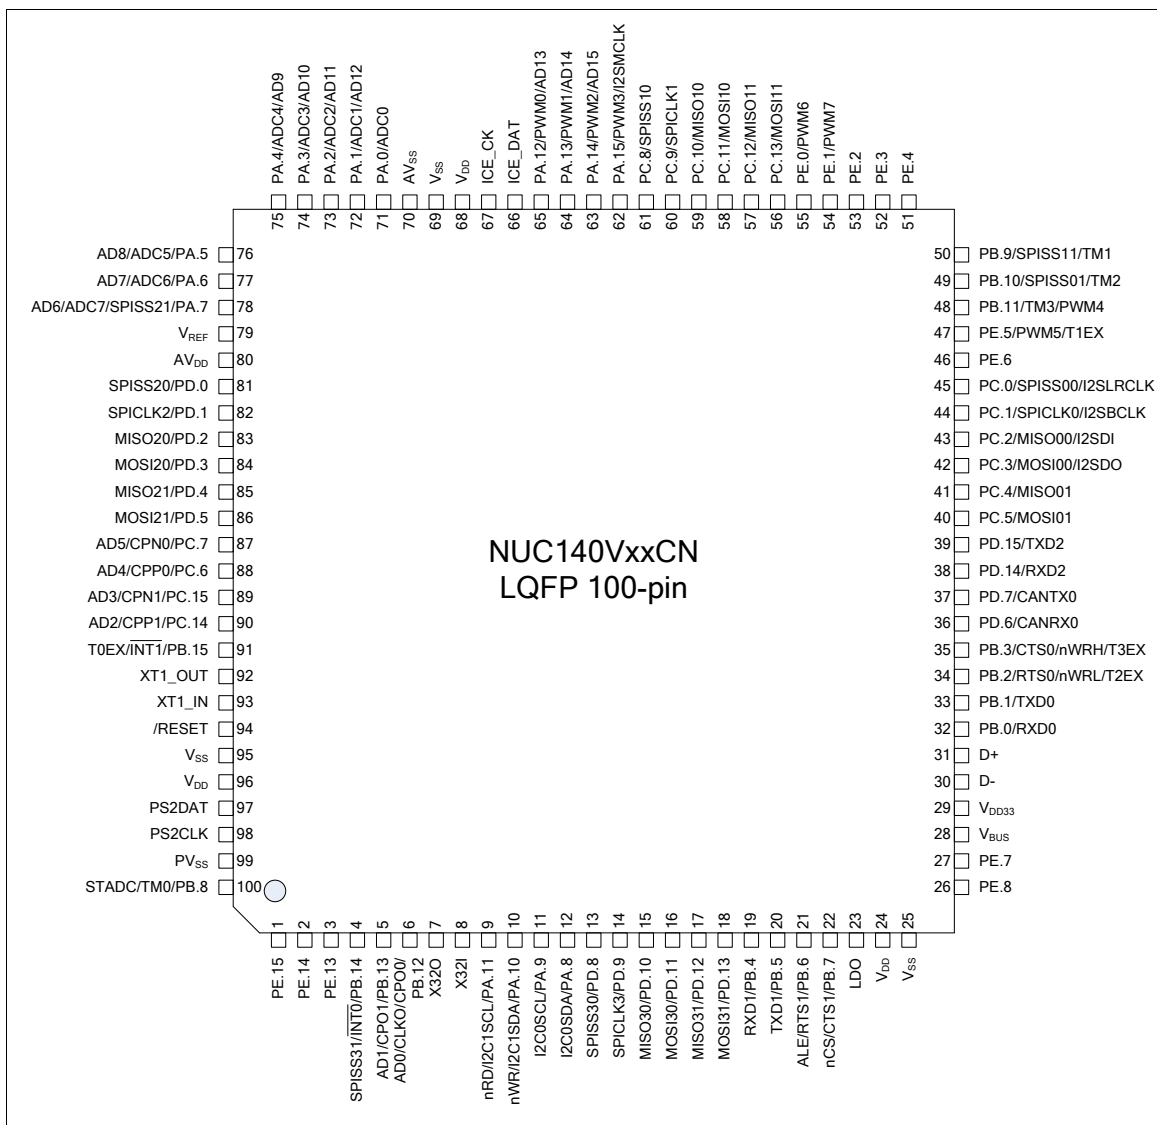 PA.4/ADC4/AD9
PA.3/ADC3/AD10
PA.2/ADC2/AD11
PA.1/ADC1/AD12
PA.0/ADC0
AVSS
VSS
VDD
ICE_CK
ICE_DAT
PA.12/PWM0/AD13
PA.13/PWM1/AD14
PA.14/PWM2/AD15
PA.15/PWM3/I2SMCLK
PC.8/SPISS10
PC.9/SPICLK1
PC.10/MISO10
PC.11/MOSI10
PC.12/MISO11
PC.13/MOSI11
PE.0/PWM6
PE.1/PWM7
PE.2
PE.3
PE.4
75
74
73
72
71
70
69
68
67
66
65
64
63
62
61
60
59
58
57
56
55
54
53
52
51
AD8/ADC5/PA.5 76
AD7/ADC6/PA.6 77
AD6/ADC7/SPISS21/PA.7 78
VREF 79
AVDD 80
SPISS20/PD.0 81
SPICLK2/PD.1 82
MISO20/PD.2 83
MOSI20/PD.3 84
MISO21/PD.4 85
MOSI21/PD.5 86
AD5/CPN0/PC.7 87
AD4/CPP0/PC.6 88
AD3/CPN1/PC.15 89
AD2/CPP1/PC.14 90
T0EX/INT1/PB.15 91
XT1_OUT 92
XT1_IN 93
/RESET 94
VSS 95
VDD 96
PS2DAT 97
PS2CLK 98
PVSS 99
STADC/TM0/PB.8 100
NUC140VxxCN
LQFP 100-pin
50 PB.9/SPISS11/TM1
49 PB.10/SPISS01/TM2
48 PB.11/TM3/PWM4
47 PE.5/PWM5/T1EX
46 PE.6
45 PC.0/SPISS00/I2SLRCLK
44 PC.1/SPICLK0/I2SBCLK
43 PC.2/MISO00/I2SDI
42 PC.3/MOSI00/I2SDO
41 PC.4/MISO01
40 PC.5/MOSI01
39 PD.15/TXD2
38 PD.14/RXD2
37 PD.7/CANTX0
36 PD.6/CANRX0
35 PB.3/CTS0/nWRH/T3EX
34 PB.2/RTS0/nWRL/T2EX
33 PB.1/TXD0
32 PB.0/RXD0
31 D+
30 D-
29 VDD33
28 VBUS
27 PE.7
26 PE.8
1
2
3
4
5
6
7
8
9
10
11
12
13
14
15
16
17
18
19
20
21
22
23
24
25
PE.15
PE.14
PE.13
SPISS31/INT0/PB.14
AD1/CPO1/PB.13
AD0/CLKO/CPO0/
PB.12
X32O
X32I
nRD/I2C1SCL/PA.11
nWR/I2C1SDA/PA.10
I2C0SCL/PA.9
I2C0SDA/PA.8
SPISS30/PD.8
SPICLK3/PD.9
MISO30/PD.10
MOSI30/PD.11
MISO31/PD.12
MOSI31/PD.13
RXD1/PB.4
TXD1/PB.5
ALE/RTS1/PB.6
nCS/CTS1/PB.7
LDO
VDD
VSS